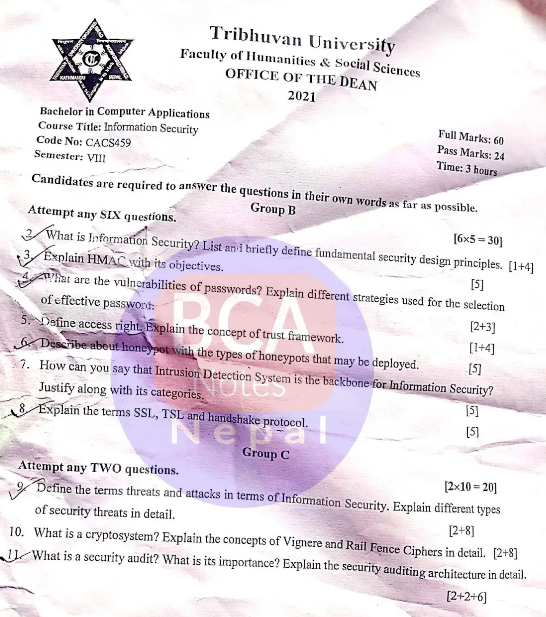 Tribhuvan University
Faculty of Humanities & Social Sciences
OFFICE OF THE DEAN
2021
Bachelor in Computer Applications
Course Title: Information Security
Code No: CACS459
Semester: VIII
Full Marks: 60
Pass Marks: 24
Time: 3 hours
Candidates are required to answer the questions in their own words as far as possible.
Group B
Attempt any SIX questions.
[6x5 = 30]
2. What is Information Security? List and briefly define fundamental security design principles. [1+4]
3. Explain HMAC with its objectives. [5]
4. What are the vulnerabilities of passwords? Explain different strategies used for the selection
of effective password. [2+3]
5. Define access right. Explain the concept of trust framework. [1+4]
6. Describe about honeypot with the types of honeypots that may be deployed. [5]
7. How can you say that Intrusion Detection System is the backbone for Information Security?
Justify along with its categories. [5]
8. Explain the terms SSL, TSL and handshake protocol. [5]
BCA
NOTES
Nepal
Group C
Attempt any TWO questions.
[2×10 = 20]
9. Define the terms threats and attacks in terms of Information Security. Explain different types
of security threats in detail. [2+8]
10. What is a cryptosystem? Explain the concepts of Vignere and Rail Fence Ciphers in detail. [2+8]
11. What is a security audit? What is its importance? Explain the security auditing architecture in detail.
[2+2+6]